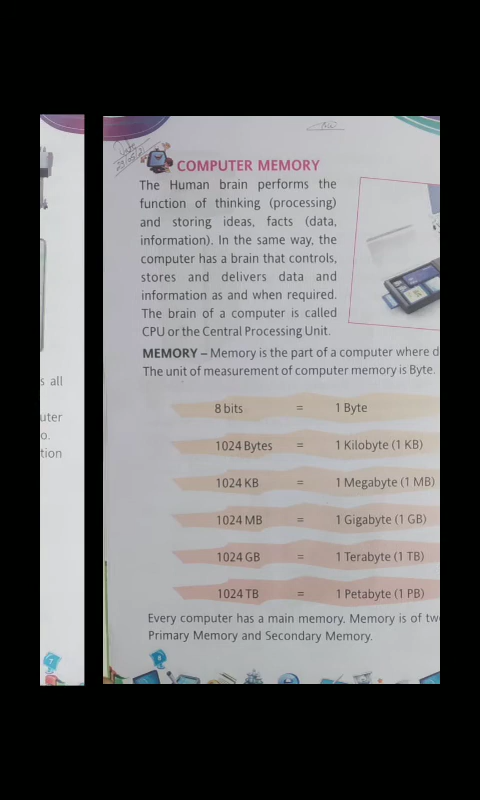 s all
uter
o.
tion
COMPUTER MEMORY
The Human brain performs the
function of thinking (processing)
and storing ideas, facts (data,
information). In the same way, the
computer has a brain that controls,
stores and delivers data and
information as and when required.
The brain of a computer is called
CPU or the Central Processing Unit.
MEMORY – Memory is the part of a computer where d
The unit of measurement of computer memory is Byte.
8 bits = 1 Byte
1024 Bytes = 1 Kilobyte (1 KB)
1024 KB = 1 Megabyte (1 MB)
1024 MB = 1 Gigabyte (1 GB)
1024 GB = 1 Terabyte (1 TB)
1024 TB = 1 Petabyte (1 PB)
Every computer has a main memory. Memory is of tw
Primary Memory and Secondary Memory.